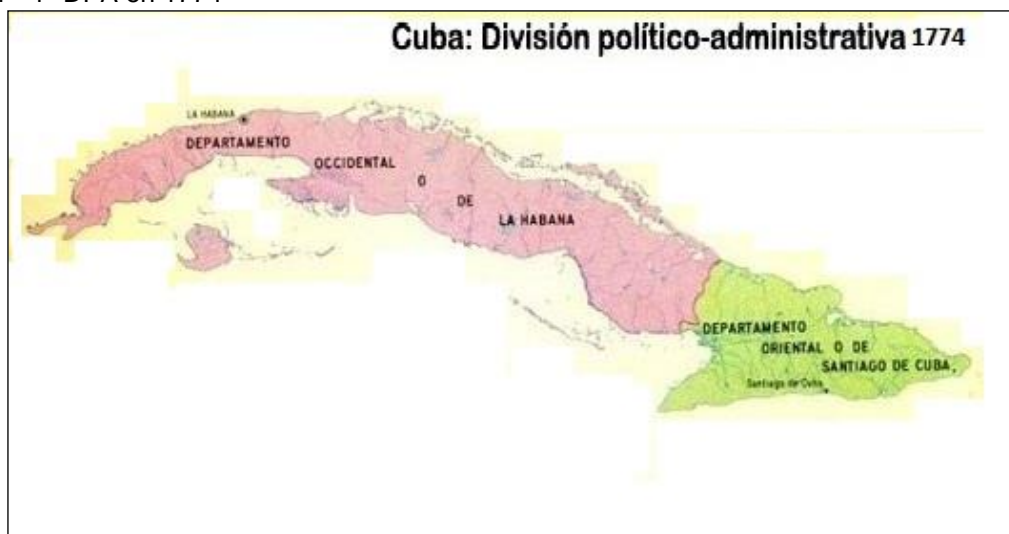 Cuba: División político-administrativa 1774
LA HABANA
DEPARTAMENTO
OCCIDENTAL
O
DE
LA HABANA
DEPARTAMENTO
ORIENTAL O DE
SANTIAGO DE CUBA.
Santiago de Cuba